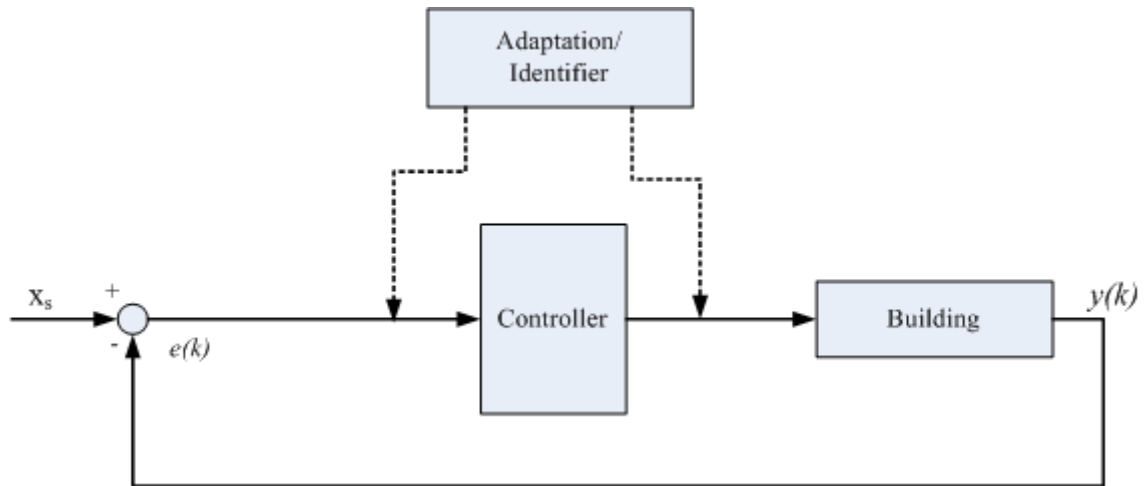 Adaptation/
Identifier
xs
+
-
e(k)
Controller
Building
y(k)